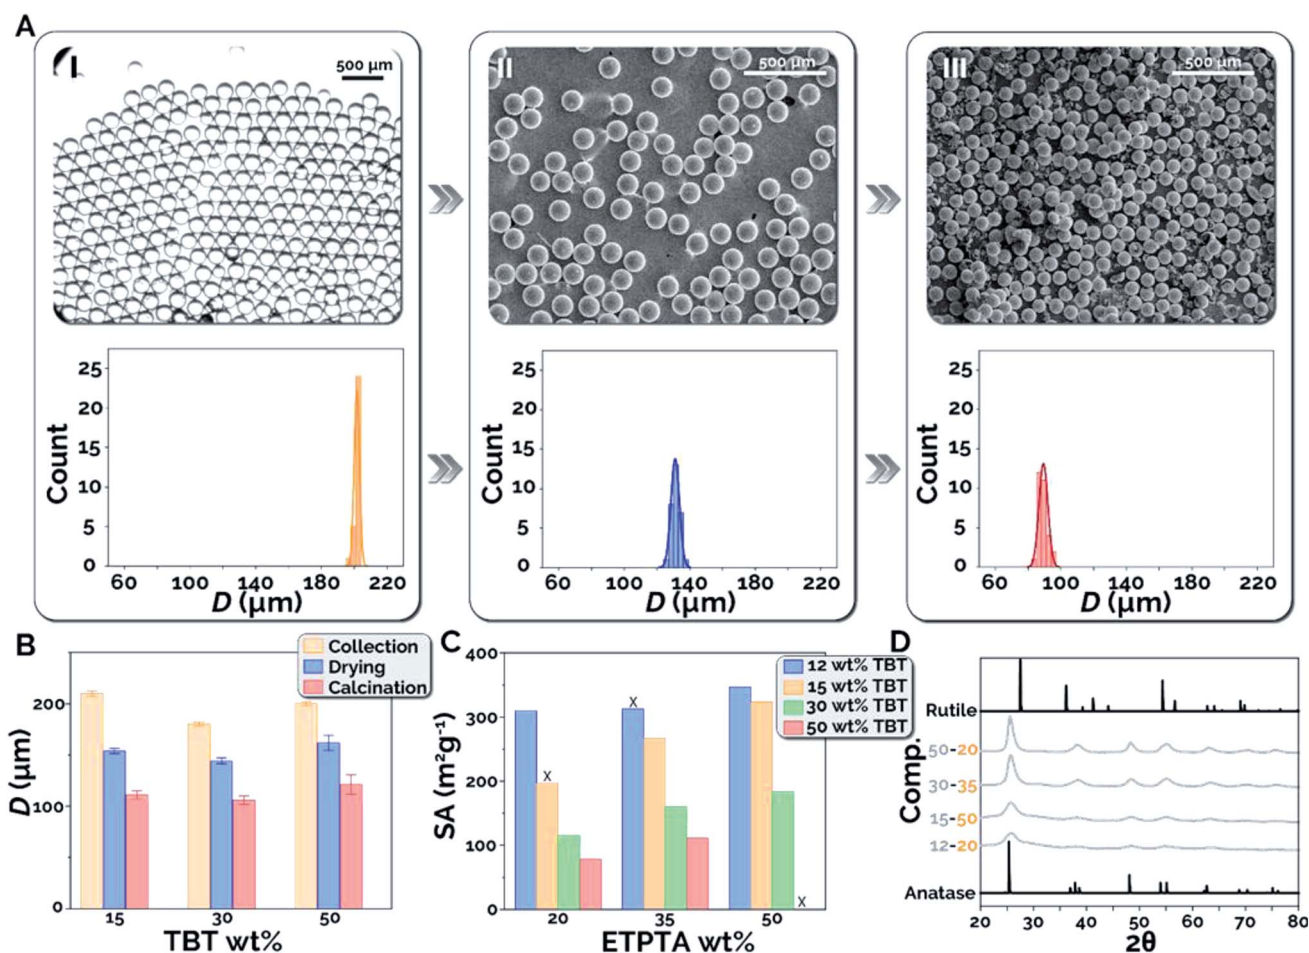 A
I
500 µm
II
500 µm
III
500 µm
Count
25
20
15
10
5
0
60 100 140 180 220
D (µm)
Count
25
20
15
10
5
0
60 100 140 180 220
D (µm)
Count
25
20
15
10
5
0
60 100 140 180 220
D (µm)
B
Collection
Drying
Calcination
D (µm)
200
100
0
15 30 50
TBT wt%
C
12 wt% TBT
15 wt% TBT
30 wt% TBT
50 wt% TBT
SA (m²g⁻¹)
400
300
200
100
0
X
X
X
20 35 50
ETPTA wt%
D
Comp.
Rutile
50-20
30-35
15-50
12-20
Anatase
20 30 40 50 60 70 80
2θ